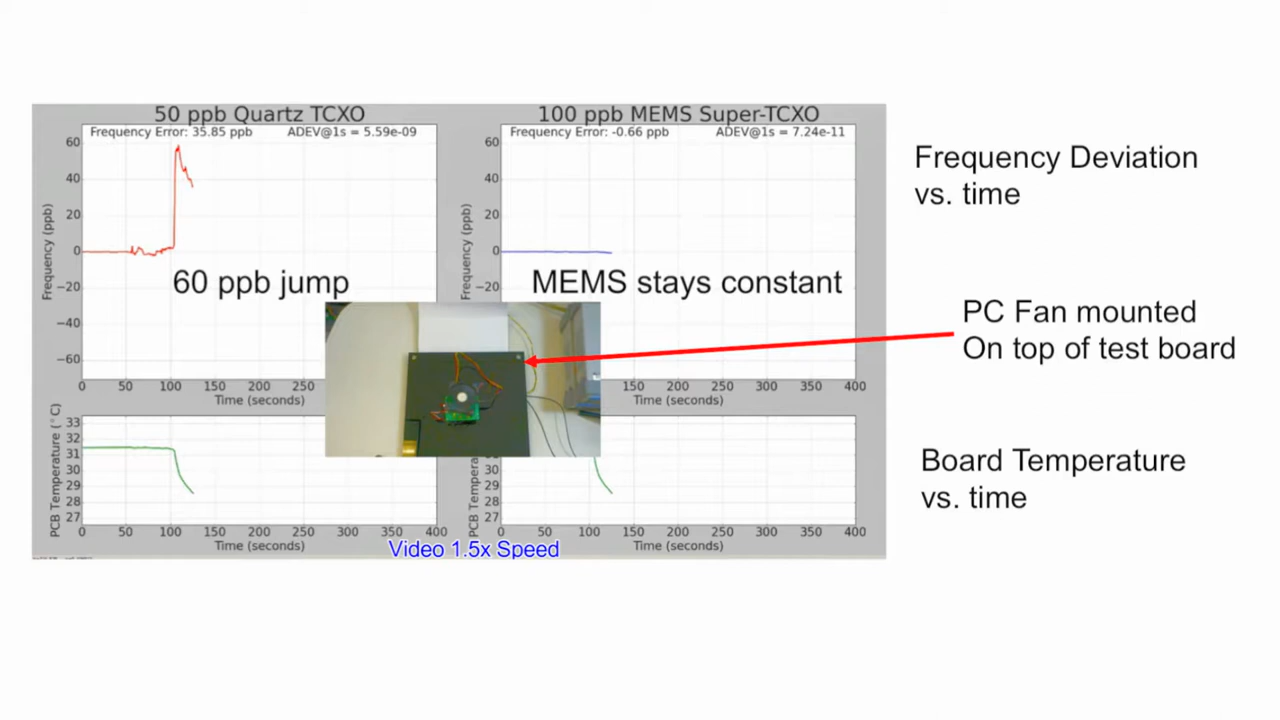 50 ppb Quartz TCXO
Frequency Error: 35.85 ppb ADEV@1s = 5.59e-09
60
40
20
0
−20
−40
−60
Frequency (ppb)
0 50 100 150 200 250 300
Time (seconds)
60 ppb jump
100 ppb MEMS Super-TCXO
Frequency Error: -0.66 ppb ADEV@1s = 7.24e-11
60
40
20
0
−20
Frequency (ppb)
150 200 250 300 350 400
Time (seconds)
MEMS stays constant
33
32
31
30
29
28
27
PCB Temperature (°C)
0 50 100 150 200 250 300 350 400
Time (seconds)
30
29
28
27
PCB Temperature
0 50 100 150 200 250 300 350 400
Time (seconds)
Video 1.5x Speed
Frequency Deviation
vs. time
PC Fan mounted
On top of test board
Board Temperature
vs. time